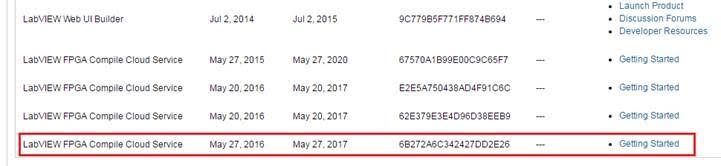 Launch Product
LabVIEW Web UI Builder Jul 2, 2014 Jul 2, 2015 9C779B5F771FF874B694 --- Discussion Forums
Developer Resources
LabVIEW FPGA Compile Cloud Service May 27, 2015 May 27, 2020 67570A1B99E00C9C65F7 --- Getting Started
LabVIEW FPGA Compile Cloud Service May 20, 2016 May 20, 2017 E2E5A750438AD4F91C6C --- Getting Started
LabVIEW FPGA Compile Cloud Service May 20, 2016 May 20, 2017 62E379E3E4D96D38EEB9 --- Getting Started
LabVIEW FPGA Compile Cloud Service May 27, 2016 May 27, 2017 6B272A6C342427DD2E26 --- Getting Started